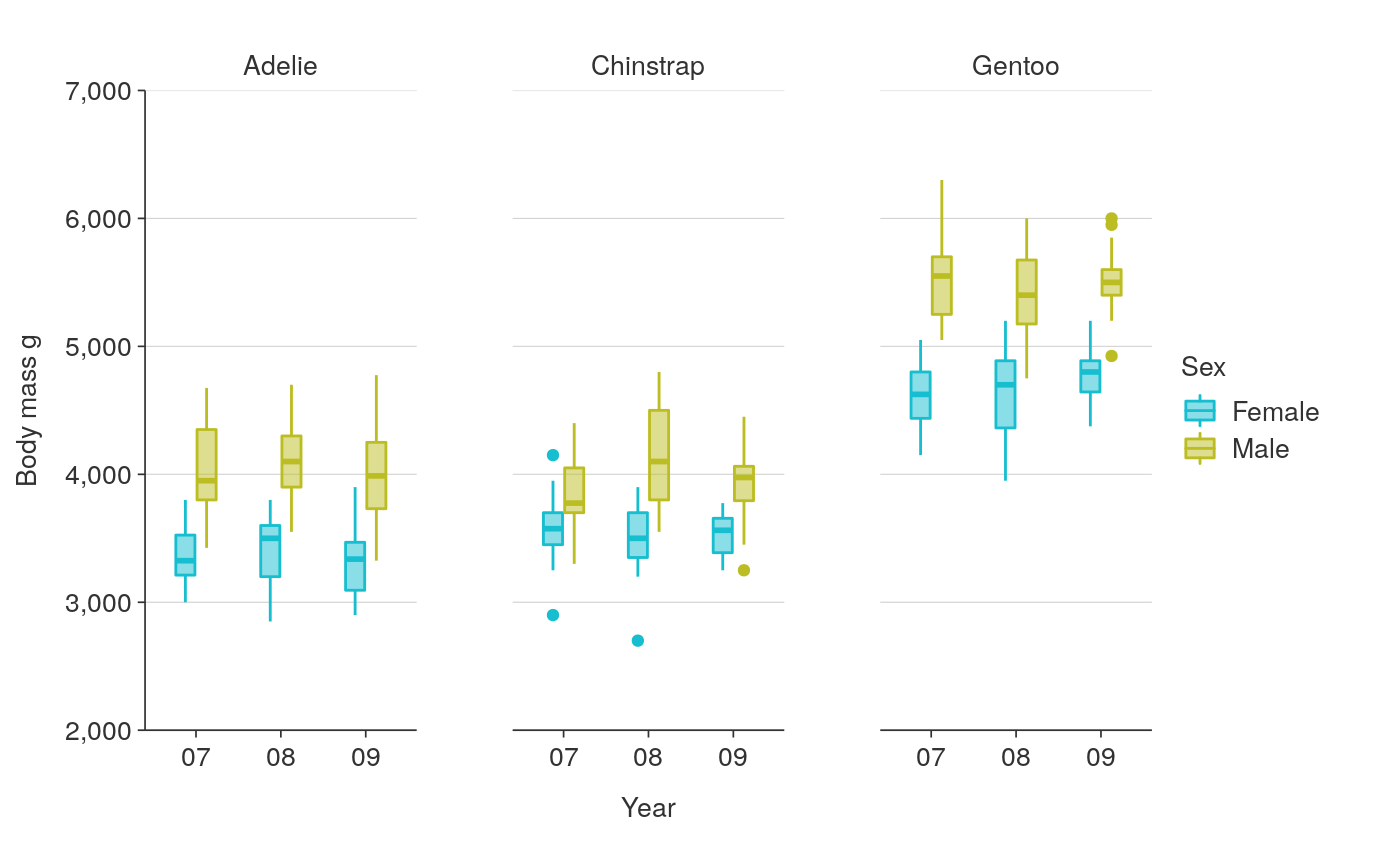 Adelie Chinstrap Gentoo
7,000
6,000
5,000
4,000
3,000
2,000
Body mass g
07 08 09 07 08 09 07 08 09
Year
Sex
Female
Male